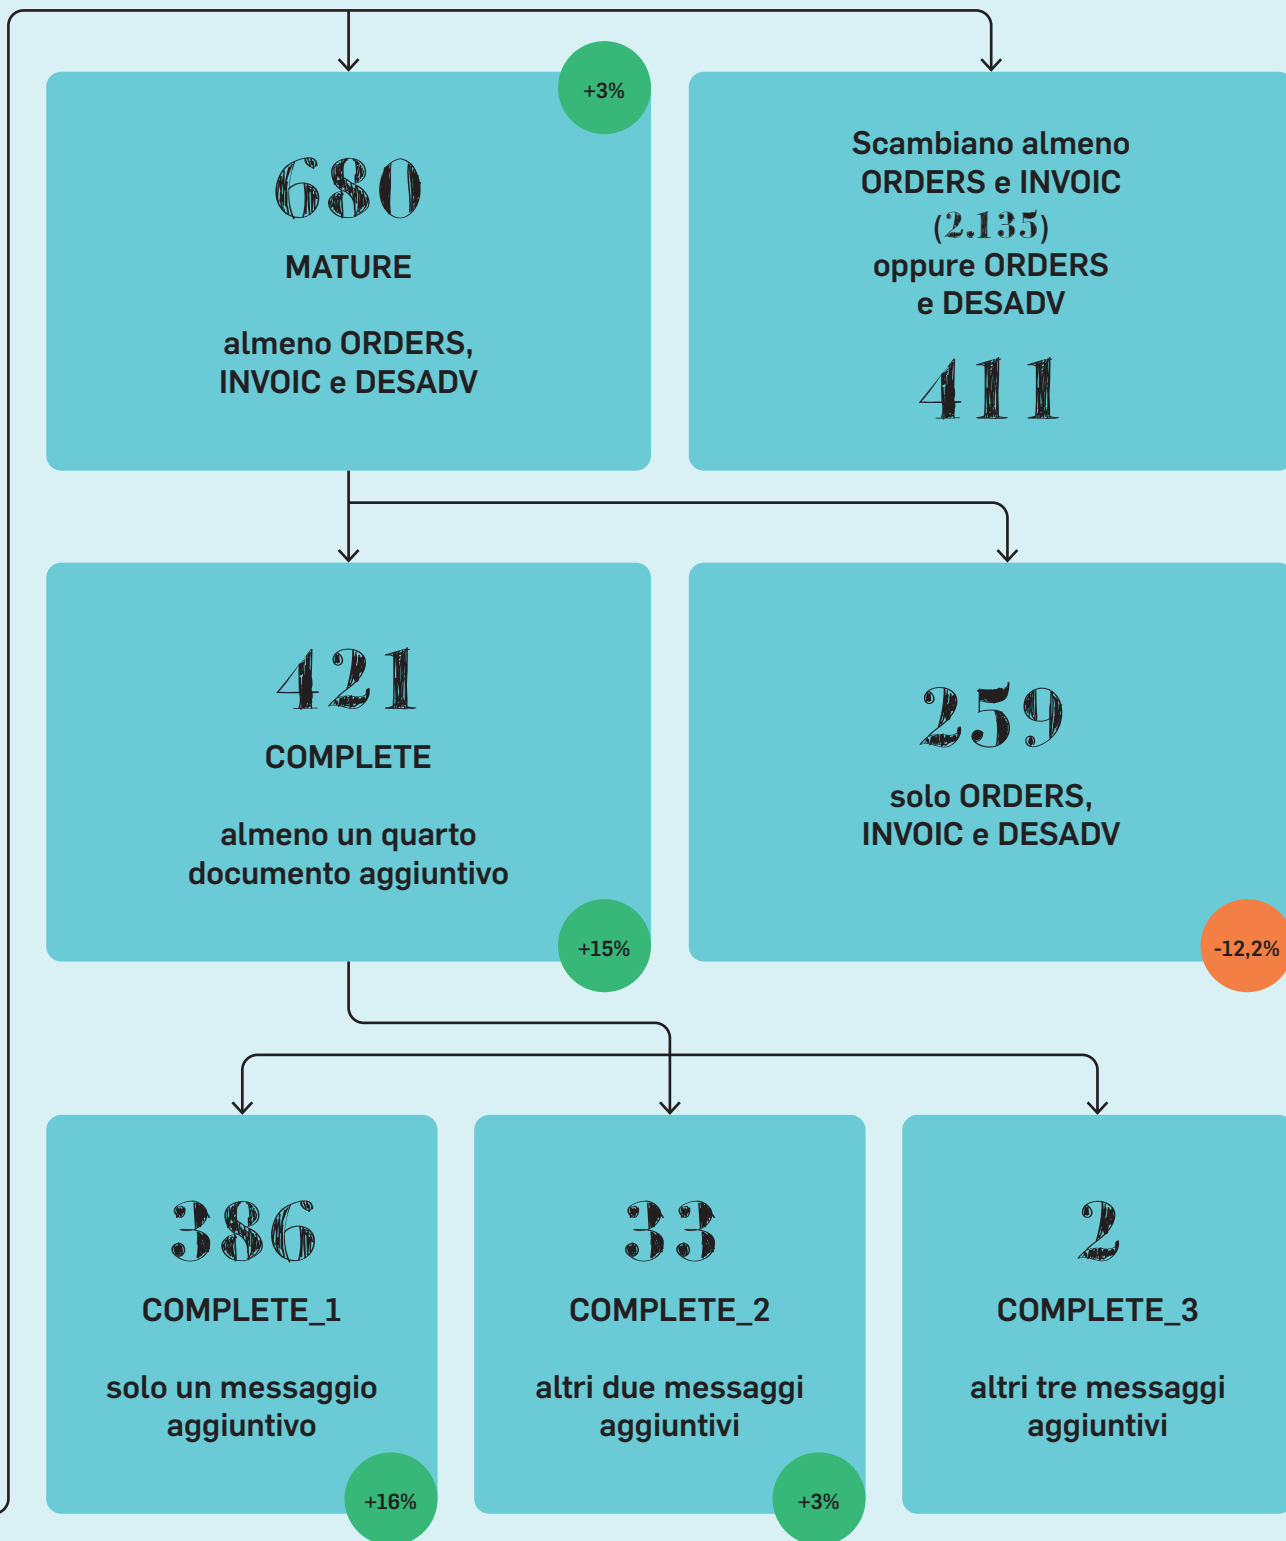 +3%
680
MATURE
almeno ORDERS,
INVOIC e DESADV
Scambiano almeno
ORDERS e INVOIC
(2.135)
oppure ORDERS
e DESADV
411
421
COMPLETE
almeno un quarto
documento aggiuntivo
+15%
259
solo ORDERS,
INVOIC e DESADV
-12,2%
386
COMPLETE_1
solo un messaggio
aggiuntivo
+16%
33
COMPLETE_2
altri due messaggi
aggiuntivi
+3%
2
COMPLETE_3
altri tre messaggi
aggiuntivi